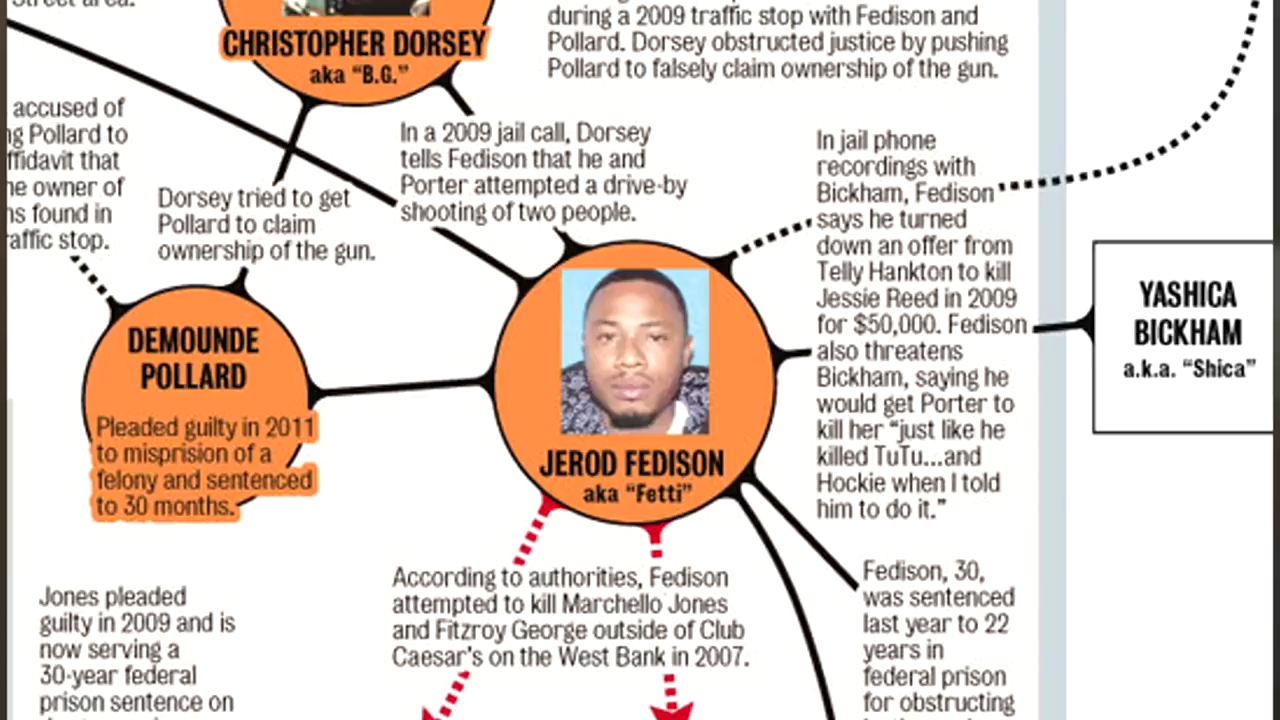 Street area.
CHRISTOPHER DORSEY
aka “B.G.”
during a 2009 traffic stop with Fedison and
Pollard. Dorsey obstructed justice by pushing
Pollard to falsely claim ownership of the gun.
accused of
Pollard to
that
owner of
found in
stop.
Dorsey tried to get
Pollard to claim
ownership of the gun.
In a 2009 jail call, Dorsey
tells Fedison that he and
Porter attempted a drive-by
shooting of two people.
In jail phone
recordings with
Bickham, Fedison
says he turned
down an offer from
Telly Hankton to kill
Jessie Reed in 2009
for $50,000. Fedison
also threatens
Bickham, saying he
would get Porter to
kill her “just like he
killed TuTu...and
Hockie when I told
him to do it.”
YASHICA
BICKHAM
a.k.a. “Shica”
DEMOUNDE
POLLARD
Pleaded guilty in 2011
to misprision of a
felony and sentenced
to 30 months.
JEROD FEDISON
aka “Fetti”
According to authorities, Fedison
attempted to kill Marchello Jones
and Fitzroy George outside of Club
Caesar’s on the West Bank in 2007.
Jones pleaded
guilty in 2009 and is
now serving a
30-year federal
prison sentence on
Fedison, 30,
was sentenced
last year to 22
years in
federal prison
for obstructing